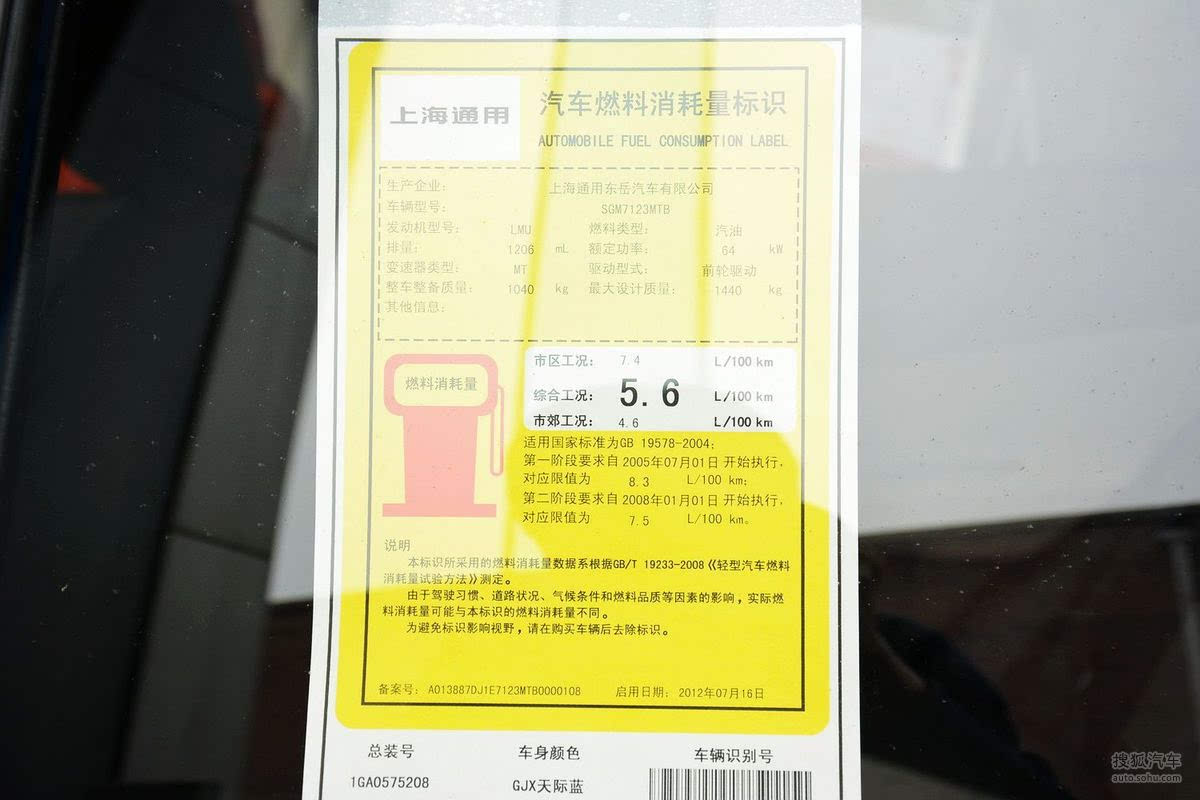 上海通用
汽车燃料消耗量标识
AUTOMOBILE FUEL CONSUMPTION LABEL
生产企业: 上海通用东岳汽车有限公司
车辆型号: SGM7123MTB
发动机型号: LMU 燃料类型: 汽油
排量: 1206 mL 额定功率: 64 kW
变速器类型: MT 驱动型式: 前轮驱动
整车整备质量: 1040 kg 最大设计质量: 1440 kg
其他信息:
燃料消耗量
市区工况: 7.4 L/100 km
综合工况: 5.6 L/100 km
市郊工况: 4.6 L/100 km
适用国家标准为GB 19578-2004;
第一阶段要求自 2005年07月01日 开始执行,
对应限值为 8.3 L/100 km;
第二阶段要求自 2008年01月01日 开始执行,
对应限值为 7.5 L/100 km。
说明
本标识所采用的燃料消耗量数据系根据GB/T 19233-2008《轻型汽车燃料
消耗量试验方法》测定。
由于驾驶习惯、道路状况、气候条件和燃料品质等因素的影响,实际燃
料消耗量可能与本标识的燃料消耗量不同。
为避免标识影响视野,请在购买车辆后去除标识。
备案号: A013887DJ1E7123MTB0000108 启用日期: 2012年07月16日
总装号 车身颜色 车辆识别号
1GA0575208 GJX天际蓝
搜狐汽车
auto.sohu.com